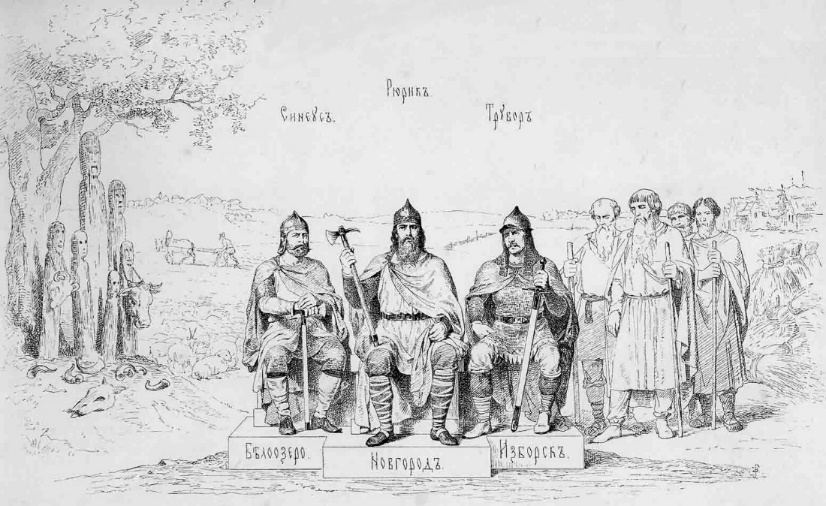 Рюрикъ.
Синеусъ.
Труворъ
Бѣлоозеро.
Новгородъ.
Изборскъ.